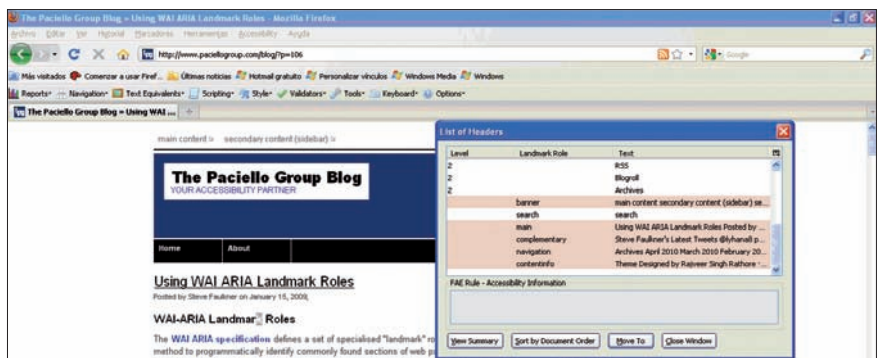 The Paciello Group Blog » Using WAI ARIA Landmark Roles - Mozilla Firefox
Archivo Editar Ver Historial Marcadores Herramientas Accessibility Ayuda
http://www.paciellogroup.com/blog/?p=106
Google
Más visitados Comenzar a usar Firef... Últimas noticias Hotmail gratuito Personalizar vínculos Windows Media Windows
Reports Navigation Text Equivalents Scripting Style Validators Tools Keyboard Options
The Paciello Group Blog » Using WAI ...
main content secondary content (sidebar)
The Paciello Group Blog
YOUR ACCESSIBILITY PARTNER
Home About
Using WAI ARIA Landmark Roles
Posted by Steve Faulkner on January 15, 2009,
WAI-ARIA Landmark Roles
The WAI ARIA specification defines a set of specialised "landmark" ro
method to programmatically identify commonly found sections of web p
List of Headers
Level Landmark Role Text
2 RSS
2 Blogroll
2 Archives
banner main content secondary content (sidebar) se...
search search
main Using WAI ARIA Landmark Roles Posted by ...
complementary Steve Faulkner's Latest Tweets @lyhana8 p...
navigation Archives April 2010 March 2010 February 20...
contentinfo Theme Designed by Rajveer Singh Rathore ·...
FAE Rule - Accessibility Information
View Summary Sort by Document Order Move To Close Window